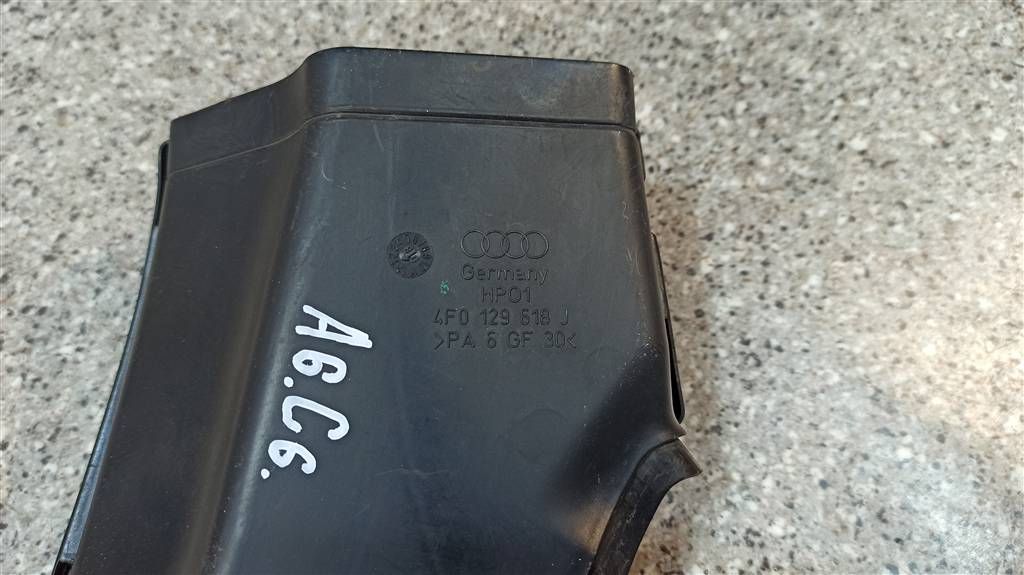 Germany
HP01
4F0 129 618 J
>PA 6 GF 30<
A6.C6.